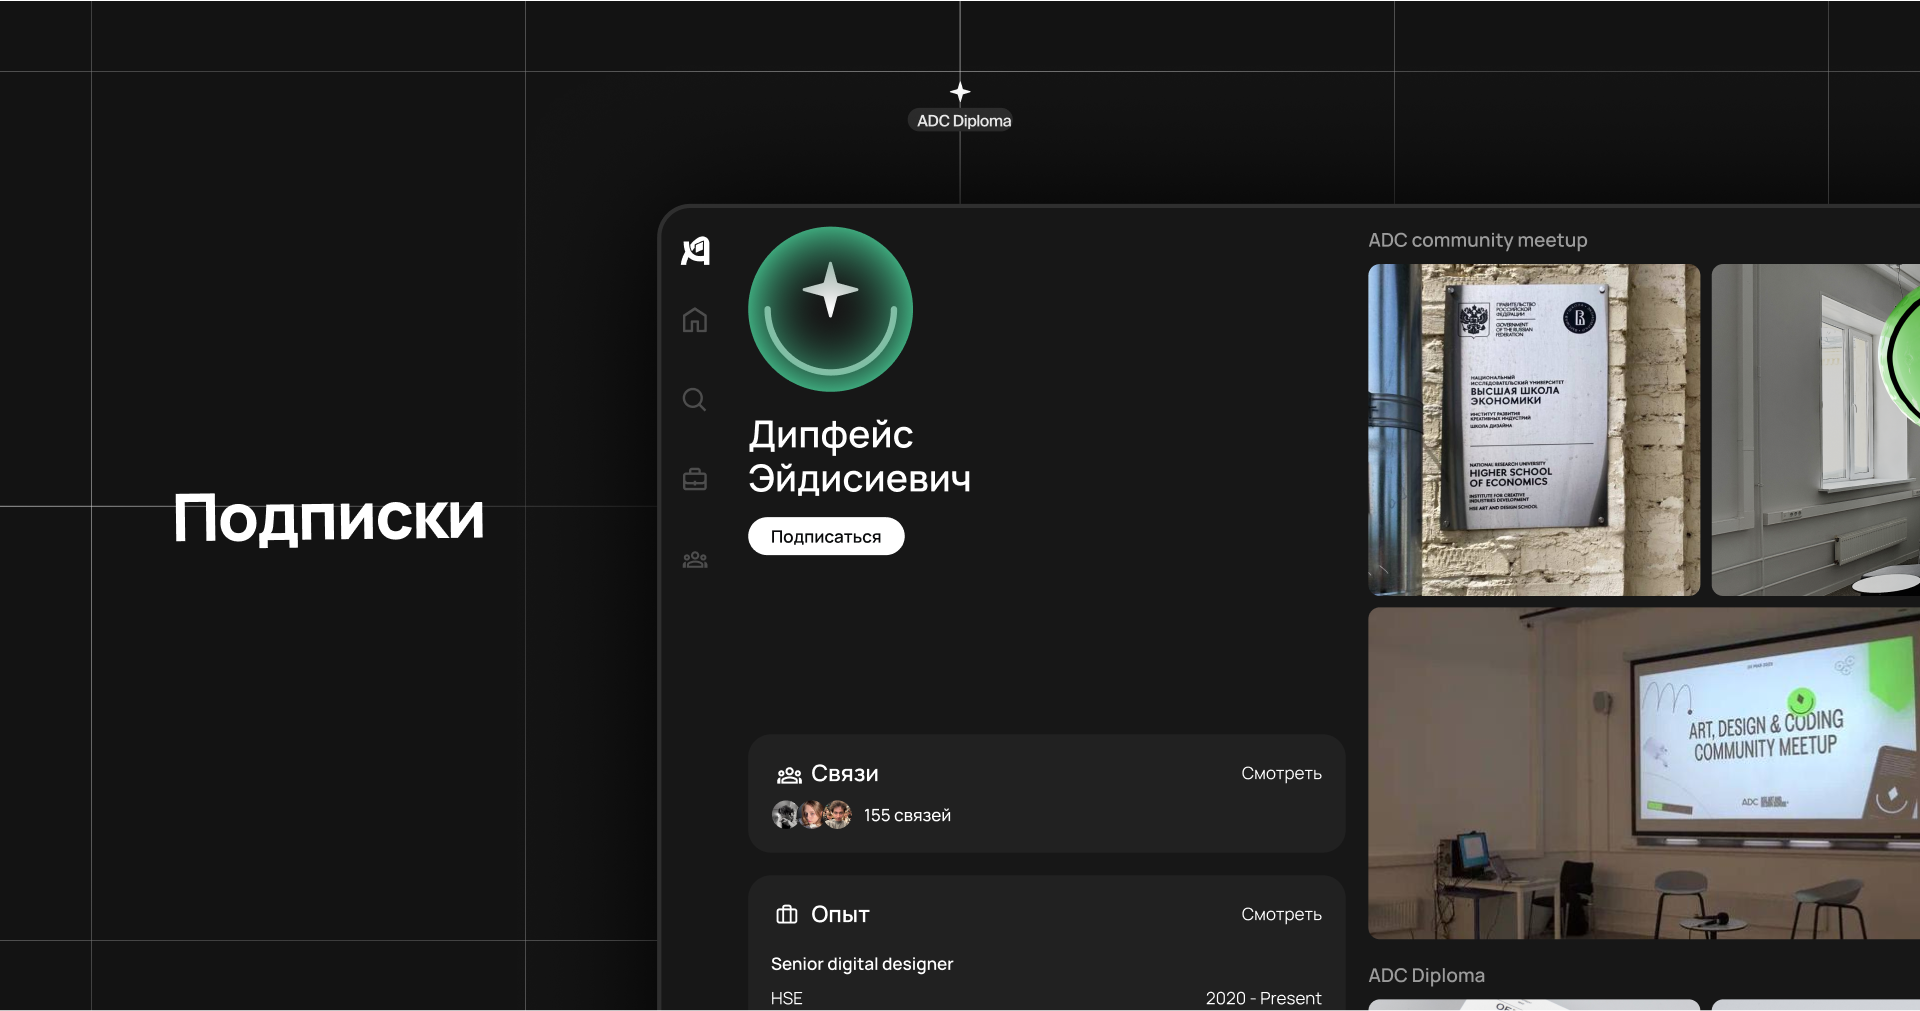 ADC Diploma
Подписки
Дипфейс
Эйдисиевич
Подписаться
Связи
Смотреть
155 связей
Опыт
Смотреть
Senior digital designer
HSE
2020 - Present
ADC community meetup
ПРАВИТЕЛЬСТВО
РОССИЙСКОЙ
ФЕДЕРАЦИИ
GOVERNMENT
OF THE RUSSIAN
FEDERATION
НАЦИОНАЛЬНЫЙ
ИССЛЕДОВАТЕЛЬСКИЙ УНИВЕРСИТЕТ
ВЫСШАЯ ШКОЛА
ЭКОНОМИКИ
ИНСТИТУТ РАЗВИТИЯ
КРЕАТИВНЫХ ИНДУСТРИЙ
ШКОЛА ДИЗАЙНА
NATIONAL RESEARCH UNIVERSITY
HIGHER SCHOOL
OF ECONOMICS
INSTITUTE FOR CREATIVE
INDUSTRIES DEVELOPMENT
HSE ART AND DESIGN SCHOOL
ART, DESIGN & CODING
COMMUNITY MEETUP
ADC
ADC Diploma